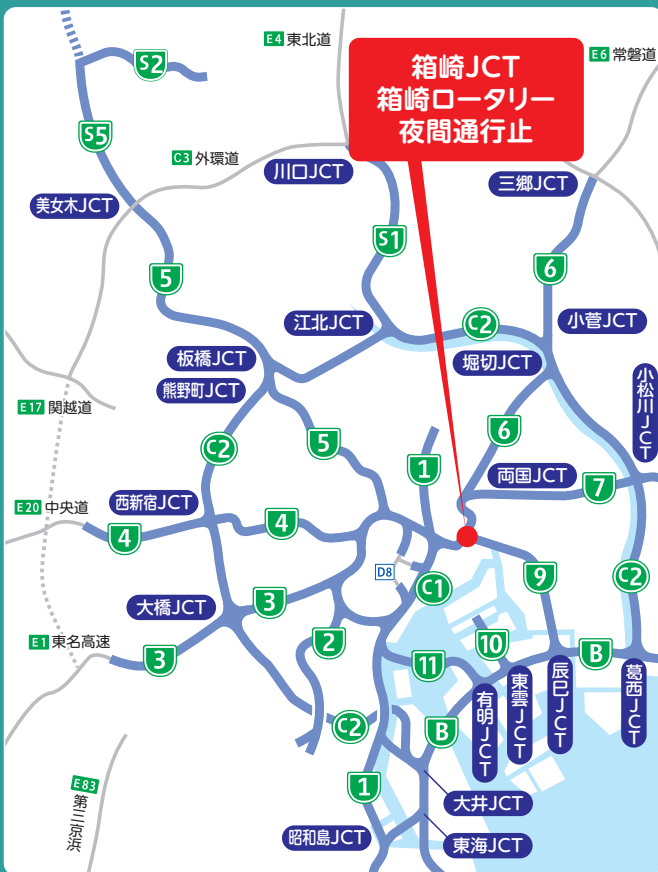 E4 東北道
E6 常磐道
箱崎JCT
箱崎ロータリー
夜間通行止
S2
S5
C3 外環道
川口JCT
三郷JCT
美女木JCT
S1
6
5
江北JCT
C2
小菅JCT
板橋JCT
堀切JCT
熊野町JCT
小松川JCT
E17 関越道
C2
5
6
1
両国JCT
7
西新宿JCT
E20 中央道
4
4
D8
9
C2
C1
大橋JCT
3
E1 東名高速
3
2
11
10
B
有明JCT
東雲JCT
辰巳JCT
葛西JCT
C2
B
E83 第三京浜
1
大井JCT
昭和島JCT
東海JCT